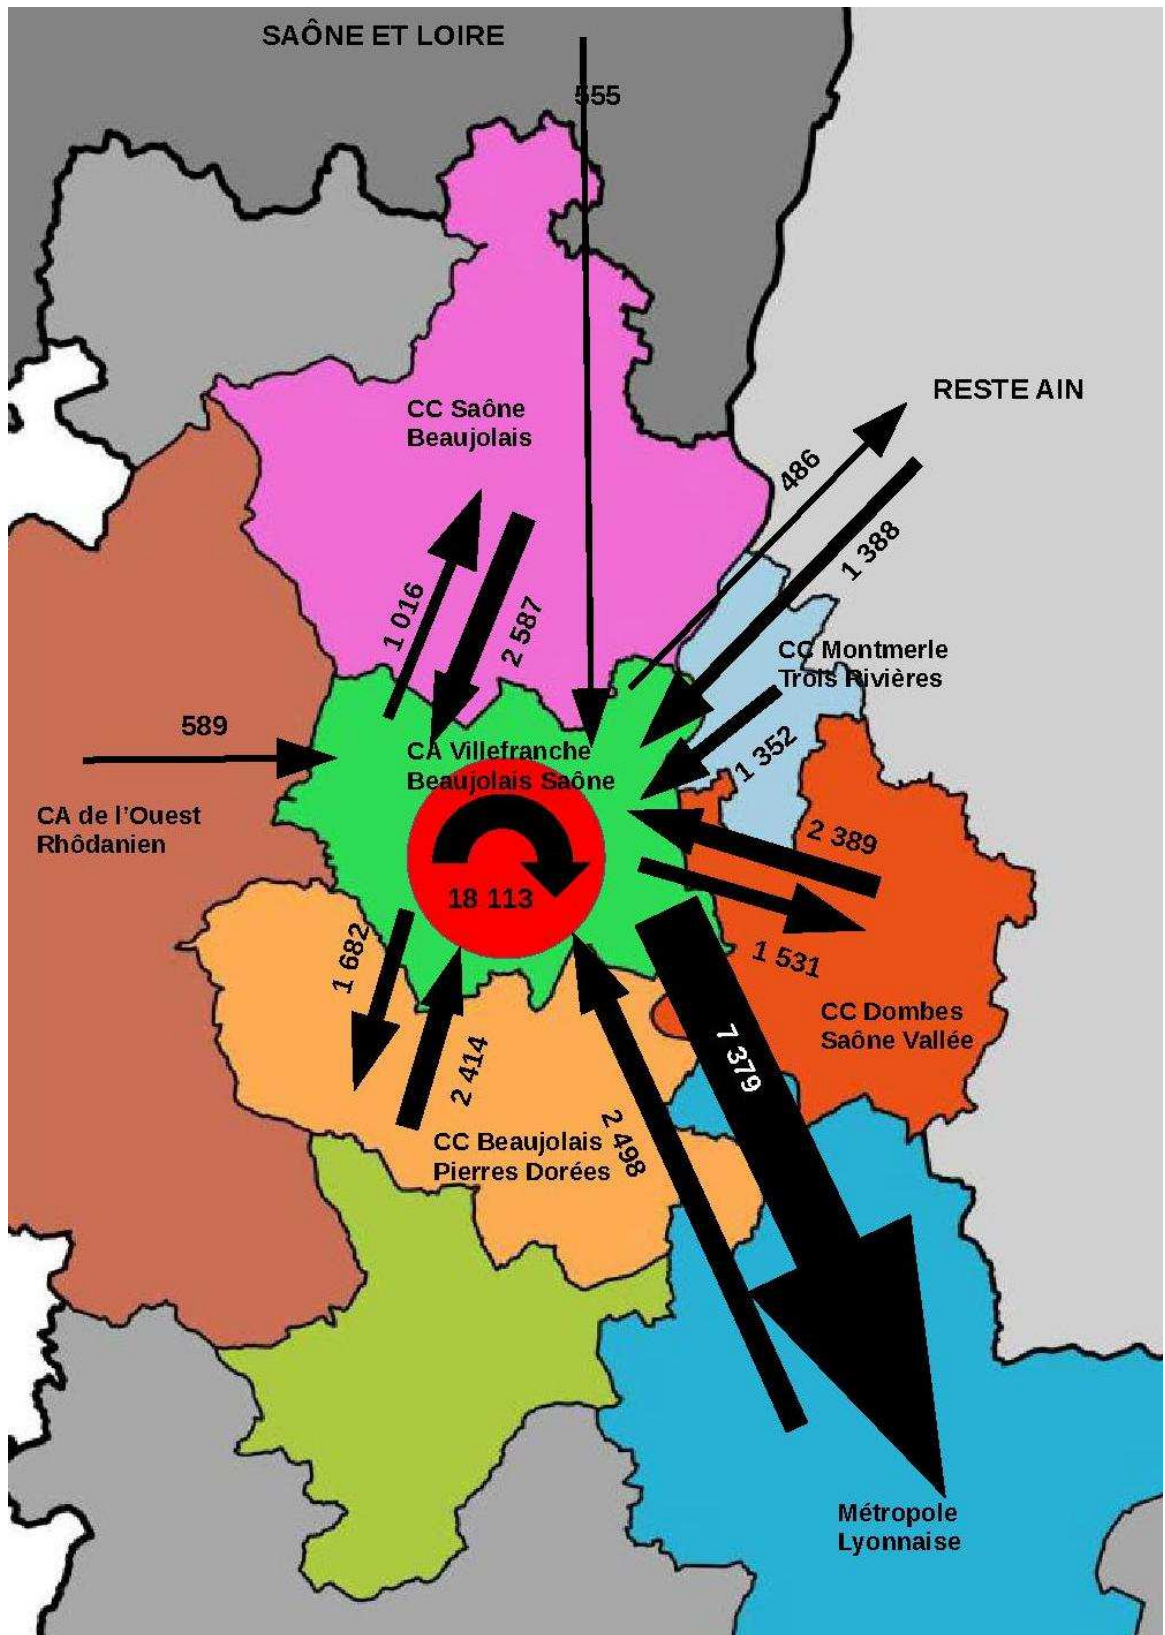 SAÔNE ET LOIRE
555
RESTE AIN
CC Saône
Beaujolais
486
1 388
1 016
2 587
CC Montmerle
Trois Rivières
589
CA Villefranche
Beaujolais Saône
1 352
CA de l'Ouest
Rhôdanien
2 389
18 113
1 682
1 531
CC Dombes
Saône Vallée
7 379
2 414
2 498
CC Beaujolais
Pierres Dorées
Métropole
Lyonnaise